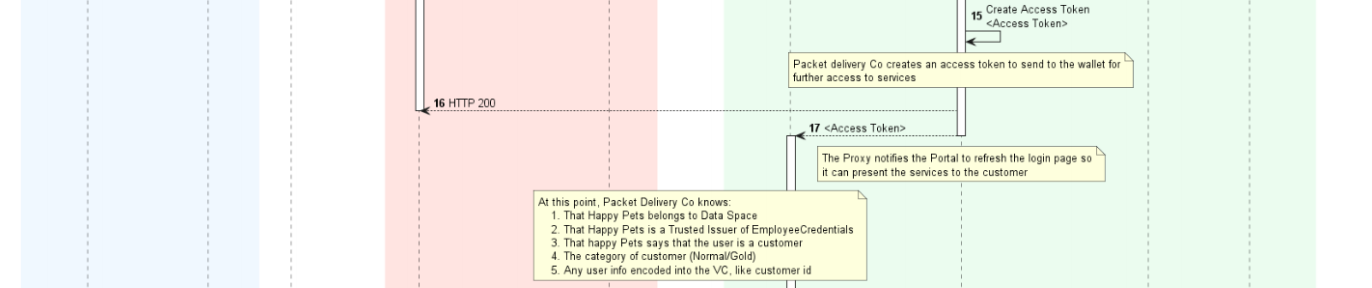 15 Create Access Token
<Access Token>
Packet delivery Co creates an access token to send to the wallet for
further access to services
16 HTTP 200
17 <Access Token>
The Proxy notifies the Portal to refresh the login page so
it can present the services to the customer
At this point, Packet Delivery Co knows:
1. That Happy Pets belongs to Data Space
2. That Happy Pets is a Trusted Issuer of EmployeeCredentials
3. That happy Pets says that the user is a customer
4. The category of customer (Normal/Gold)
5. Any user info encoded into the VC, like customer id